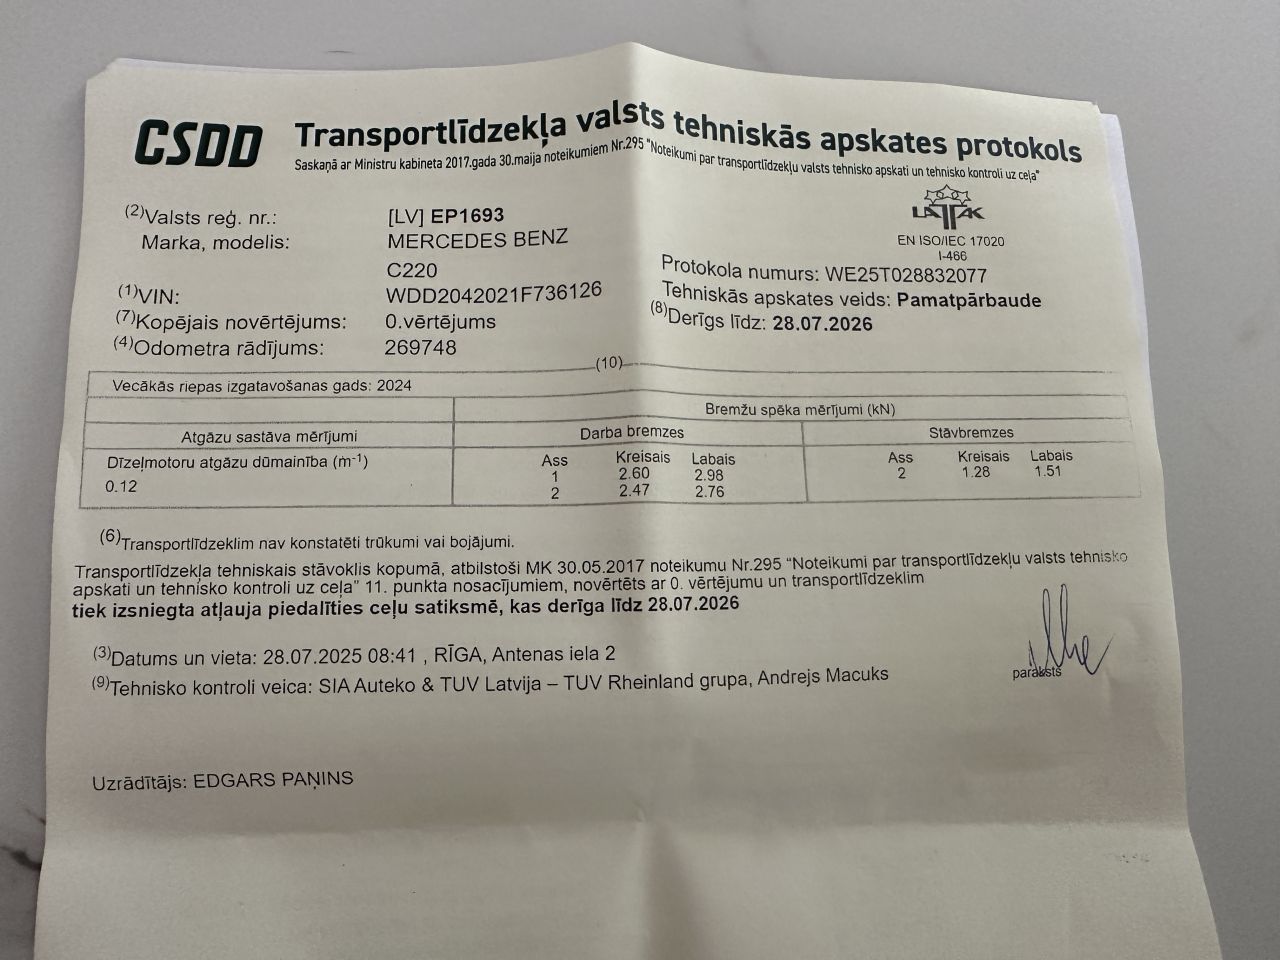 CSDD
Transportlīdzekļa valsts tehniskās apskates protokols
Saskaņā ar Ministru kabineta 2017.gada 30.maija noteikumiem Nr.295 "Noteikumi par transportlīdzekļu valsts tehnisko apskati un tehnisko kontroli uz ceļa"
(2)Valsts reģ. nr.: [LV] EP1693
Marka, modelis: MERCEDES BENZ
C220
(1)VIN: WDD2042021F736126
(7)Kopējais novērtējums: 0.vērtējums
(4)Odometra rādījums: 269748
LATAK
EN ISO/IEC 17020
I-466
Protokola numurs: WE25T028832077
Tehniskās apskates veids: Pamatpārbaude
(8)Derīgs līdz: 28.07.2026
(10)
Vecākās riepas izgatavošanas gads: 2024
Bremžu spēka mērījumi (kN)
Atgāzu sastāva mērījumi Darba bremzes Stāvbremzes
Dīzeļmotoru atgāzu dūmainība (m-1)
0.12
Ass Kreisais Labais
1 2.60 2.98
2 2.47 2.76
Ass Kreisais Labais
2 1.28 1.51
(6)Transportlīdzeklim nav konstatēti trūkumi vai bojājumi.
Transportlīdzekļa tehniskais stāvoklis kopumā, atbilstoši MK 30.05.2017 noteikumu Nr.295 “Noteikumi par transportlīdzekļu valsts tehnisko
apskati un tehnisko kontroli uz ceļa” 11. punkta nosacījumiem, novērtēts ar 0. vērtējumu un transportlīdzeklim
tiek izsniegta atļauja piedalīties ceļu satiksmē, kas derīga līdz 28.07.2026
(3)Datums un vieta: 28.07.2025 08:41 , RĪGA, Antenas iela 2
(9)Tehnisko kontroli veica: SIA Auteko & TUV Latvija – TUV Rheinland grupa, Andrejs Macuks
paraksts
Uzrādītājs: EDGARS PAŅINS